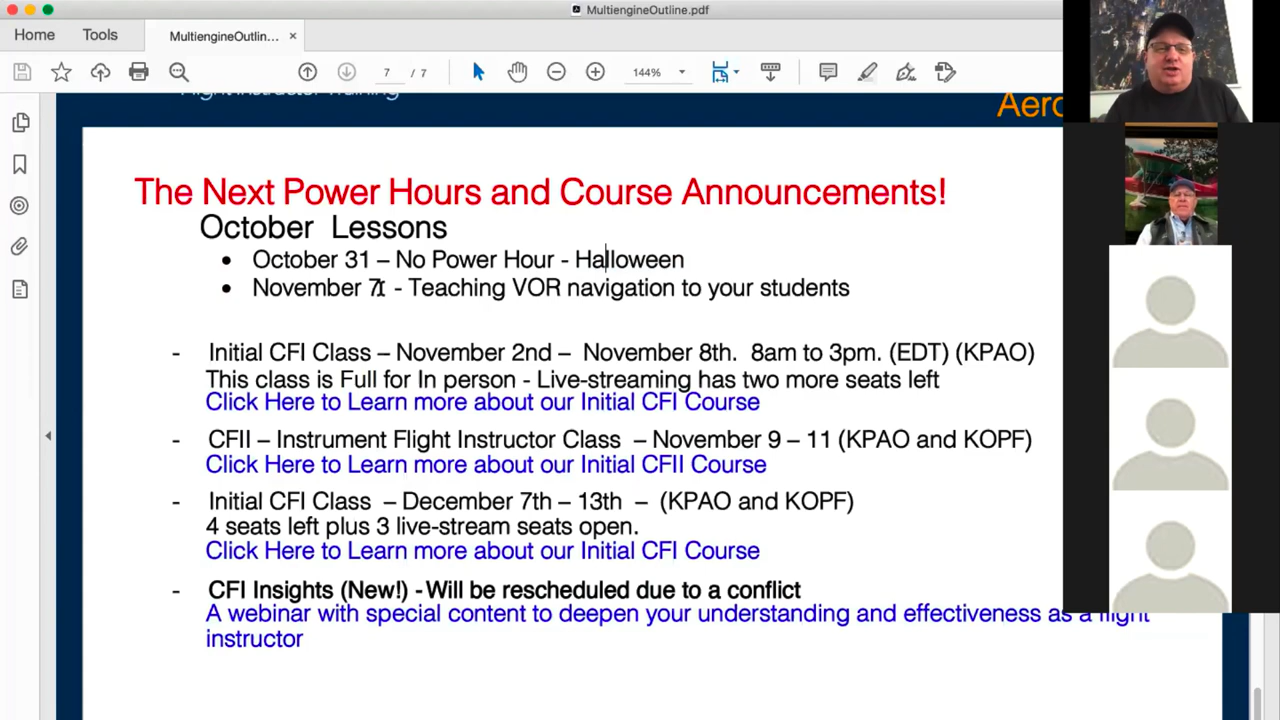 MultiengineOutline.pdf
Home Tools MultiengineOutlin... ×
7 / 7 144%
Flight Instructor Training
Aero
The Next Power Hours and Course Announcements!
October Lessons
• October 31 – No Power Hour - Halloween
• November 7 - Teaching VOR navigation to your students
- Initial CFI Class – November 2nd – November 8th. 8am to 3pm. (EDT) (KPAO)
This class is Full for In person - Live-streaming has two more seats left
Click Here to Learn more about our Initial CFI Course
- CFII – Instrument Flight Instructor Class – November 9 – 11 (KPAO and KOPF)
Click Here to Learn more about our Initial CFII Course
- Initial CFI Class – December 7th – 13th – (KPAO and KOPF)
4 seats left plus 3 live-stream seats open.
Click Here to Learn more about our Initial CFI Course
- CFI Insights (New!) - Will be rescheduled due to a conflict
A webinar with special content to deepen your understanding and effectiveness as a flight
instructor